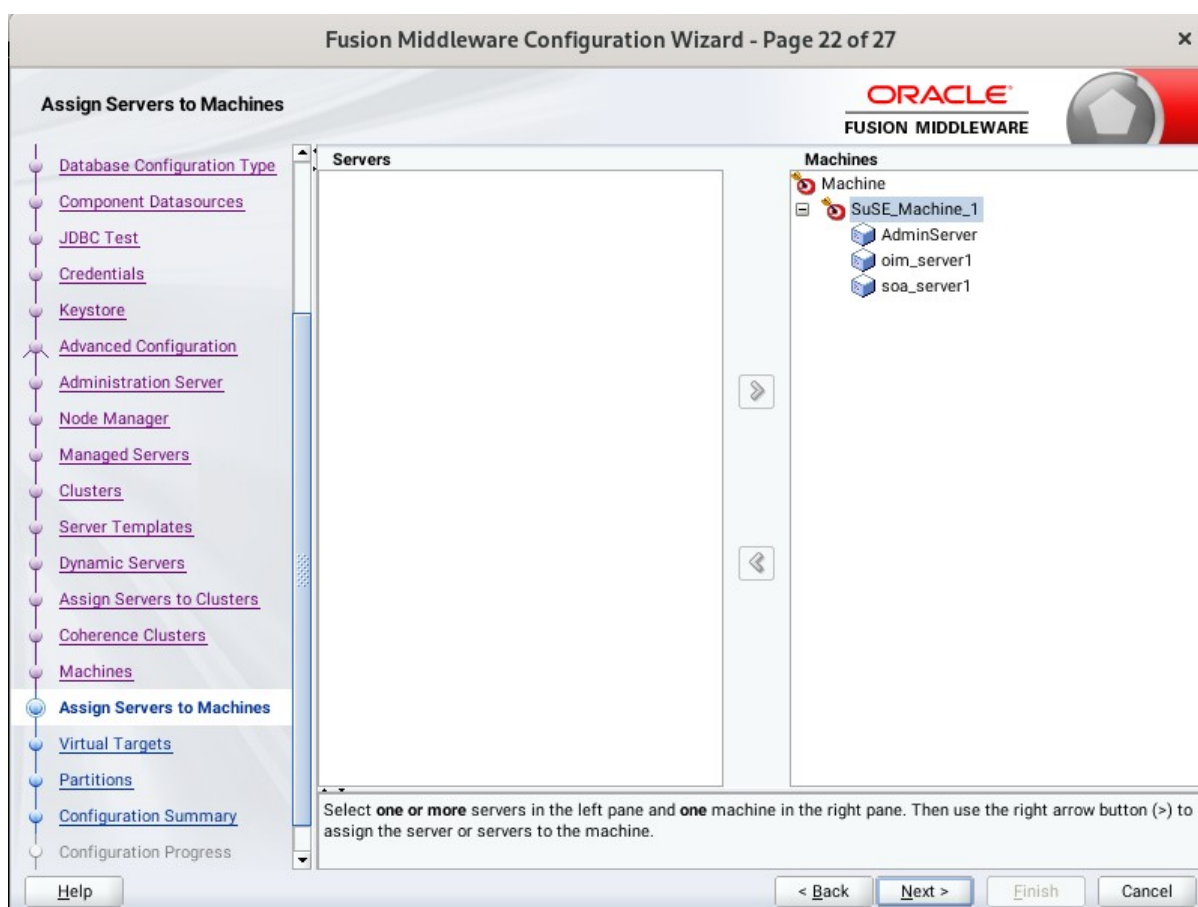 Fusion Middleware Configuration Wizard - Page 22 of 27
Assign Servers to Machines
ORACLE
FUSION MIDDLEWARE
Database Configuration Type
Component Datasources
JDBC Test
Credentials
Keystore
Advanced Configuration
Administration Server
Node Manager
Managed Servers
Clusters
Server Templates
Dynamic Servers
Assign Servers to Clusters
Coherence Clusters
Machines
Assign Servers to Machines
Virtual Targets
Partitions
Configuration Summary
Configuration Progress
Servers
Machines
Machine
SuSE_Machine_1
AdminServer
oim_server1
soa_server1
Select one or more servers in the left pane and one machine in the right pane. Then use the right arrow button (>) to
assign the server or servers to the machine.
Help
< Back
Next >
Finish
Cancel